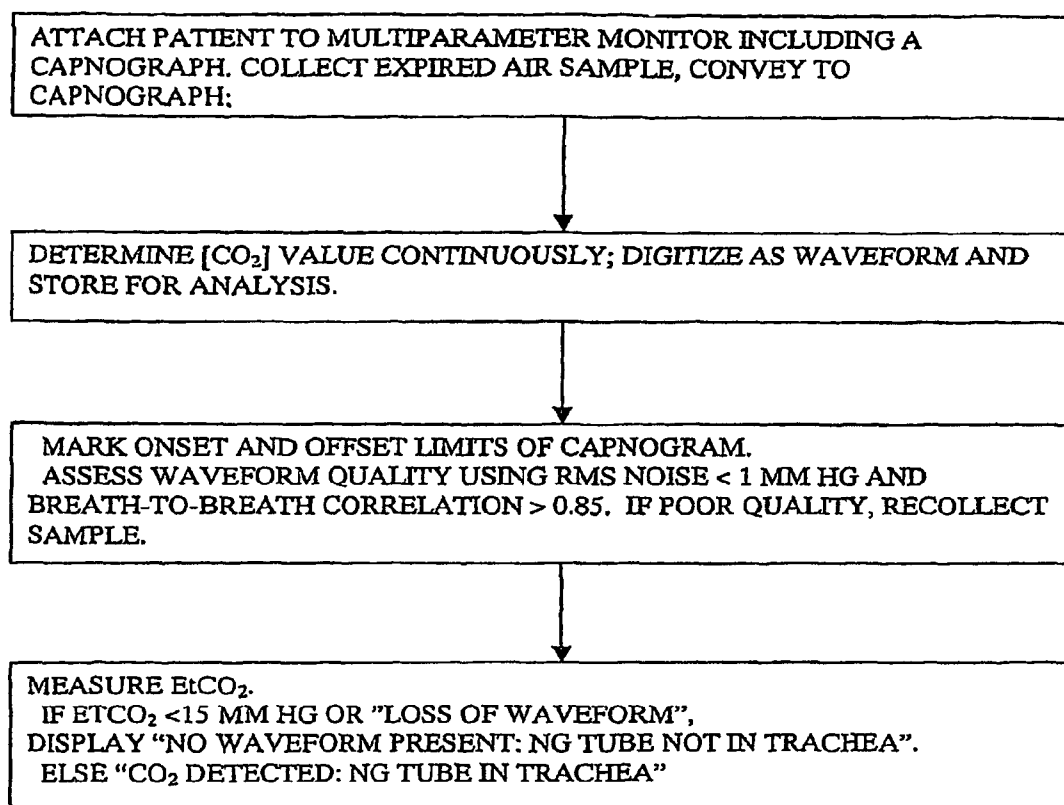 ATTACH PATIENT TO MULTIPARAMETER MONITOR INCLUDING A
CAPNOGRAPH. COLLECT EXPIRED AIR SAMPLE, CONVEY TO
CAPNOGRAPH;
DETERMINE [CO₂] VALUE CONTINUOUSLY; DIGITIZE AS WAVEFORM AND
STORE FOR ANALYSIS.
MARK ONSET AND OFFSET LIMITS OF CAPNOGRAM.
ASSESS WAVEFORM QUALITY USING RMS NOISE < 1 MM HG AND
BREATH-TO-BREATH CORRELATION > 0.85. IF POOR QUALITY, RECOLLECT
SAMPLE.
MEASURE EtCO₂.
IF ETCO₂ <15 MM HG OR "LOSS OF WAVEFORM",
DISPLAY "NO WAVEFORM PRESENT: NG TUBE NOT IN TRACHEA".
ELSE "CO₂ DETECTED: NG TUBE IN TRACHEA"